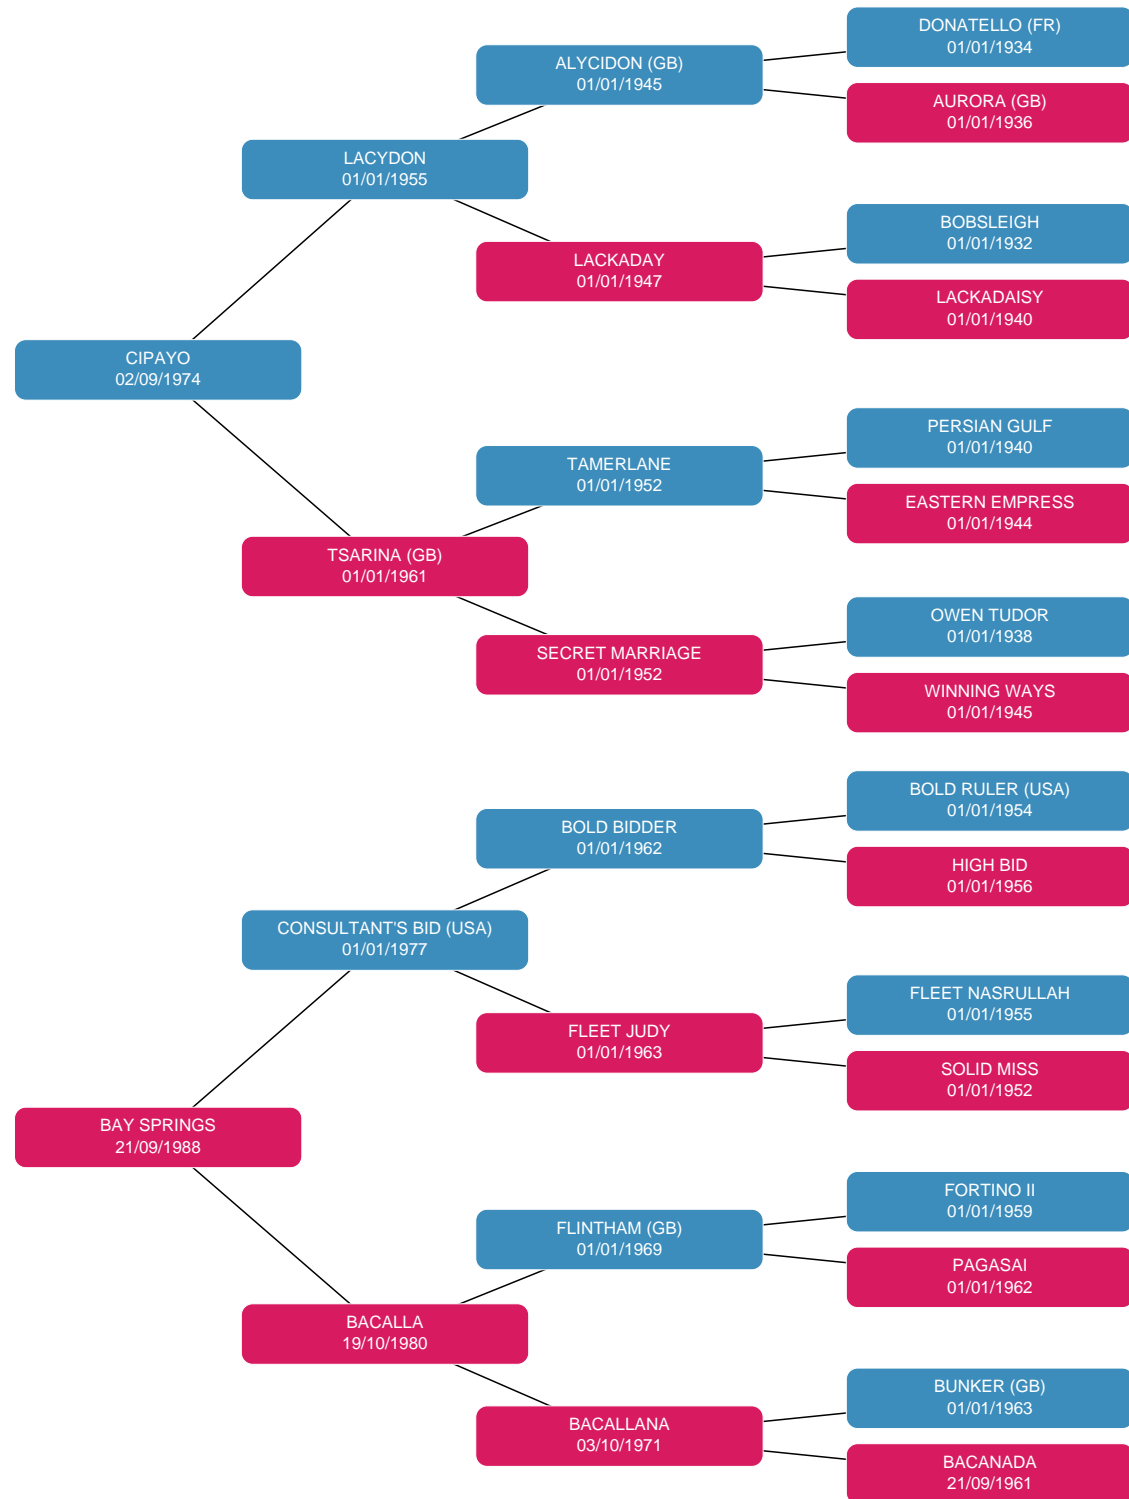 DONATELLO (FR)
01/01/1934
ALYCIDON (GB)
01/01/1945
AURORA (GB)
01/01/1936
LACYDON
01/01/1955
BOBSLEIGH
01/01/1932
LACKADAY
01/01/1947
LACKADAISY
01/01/1940
CIPAYO
02/09/1974
PERSIAN GULF
01/01/1940
TAMERLANE
01/01/1952
EASTERN EMPRESS
01/01/1944
TSARINA (GB)
01/01/1961
OWEN TUDOR
01/01/1938
SECRET MARRIAGE
01/01/1952
WINNING WAYS
01/01/1945
BOLD RULER (USA)
01/01/1954
BOLD BIDDER
01/01/1962
HIGH BID
01/01/1956
CONSULTANT'S BID (USA)
01/01/1977
FLEET NASRULLAH
01/01/1955
FLEET JUDY
01/01/1963
SOLID MISS
01/01/1952
BAY SPRINGS
21/09/1988
FORTINO II
01/01/1959
FLINTHAM (GB)
01/01/1969
PAGASAI
01/01/1962
BACALLA
19/10/1980
BUNKER (GB)
01/01/1963
BACALLANA
03/10/1971
BACANADA
21/09/1961